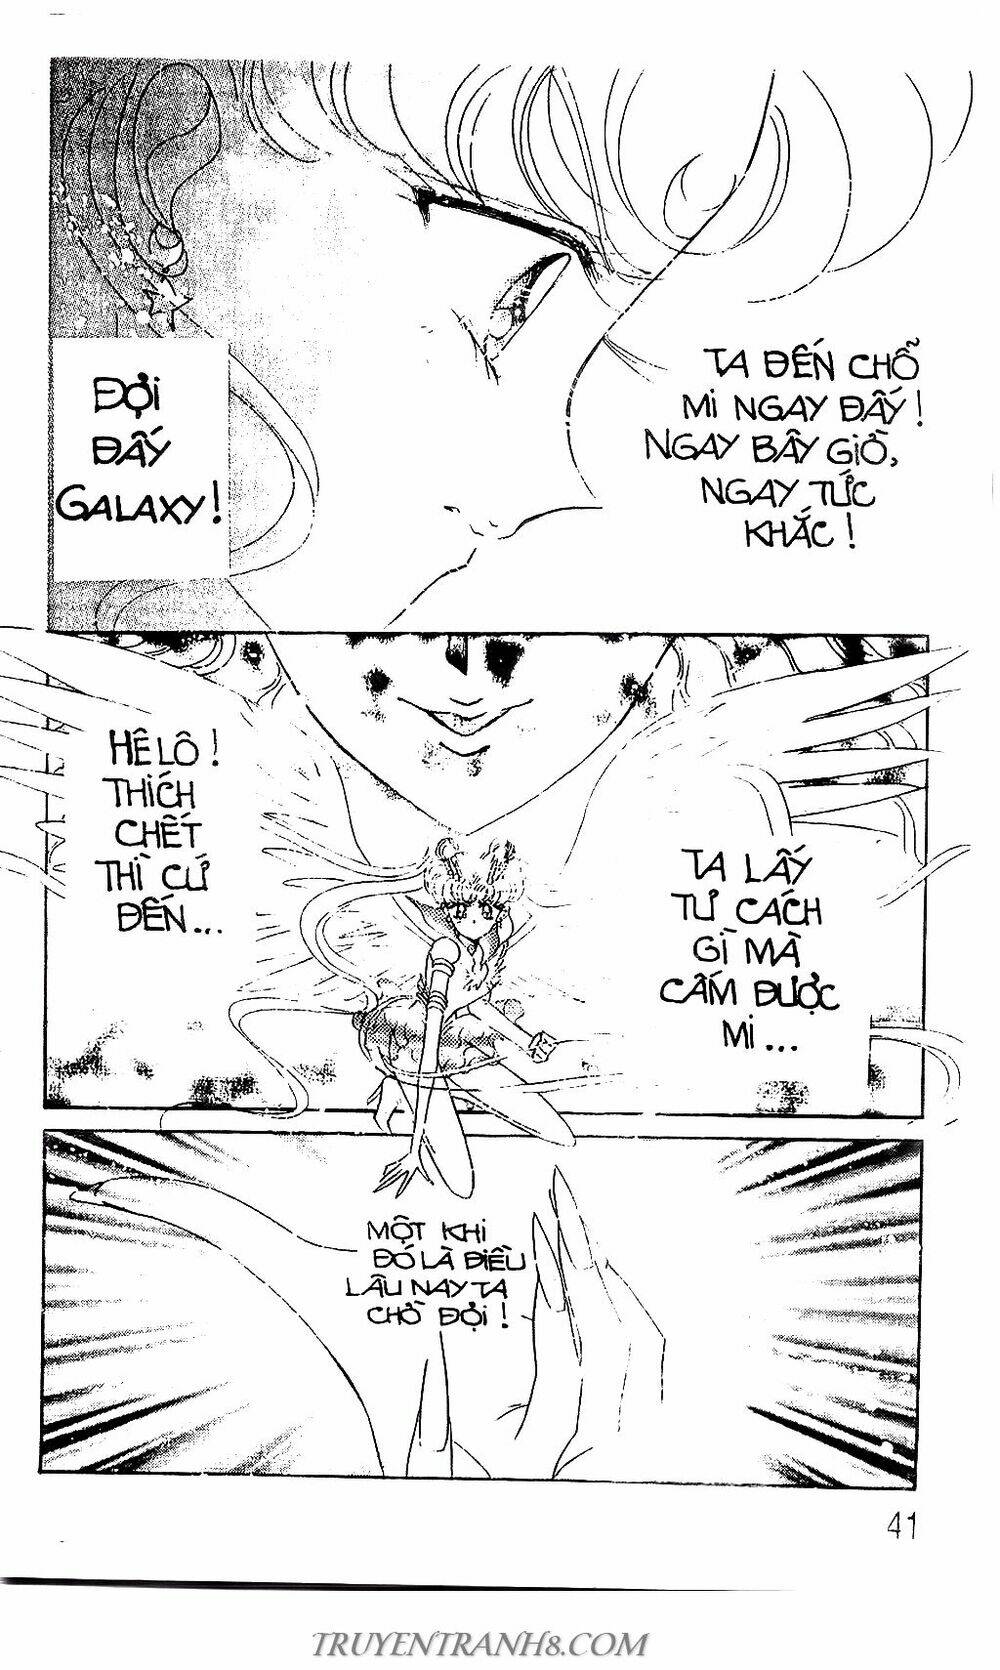 ĐỢI
ĐẤY
GALAXY!
TA ĐẾN CHỖ
MI NGAY ĐẤY!
NGAY BÂY GIỜ,
NGAY TỨC
KHẮC!
HÊLÔ!
THÍCH
CHẾT
THÌ CỨ
ĐẾN...
TA LẤY
TƯ CÁCH
GÌ MÀ
CẤM ĐƯỢC
MI...
MỘT KHI
ĐÓ LÀ ĐIỀU
LÂU NAY TA
CHỜ ĐỢI!
41
TRUYENTRANH8.COM